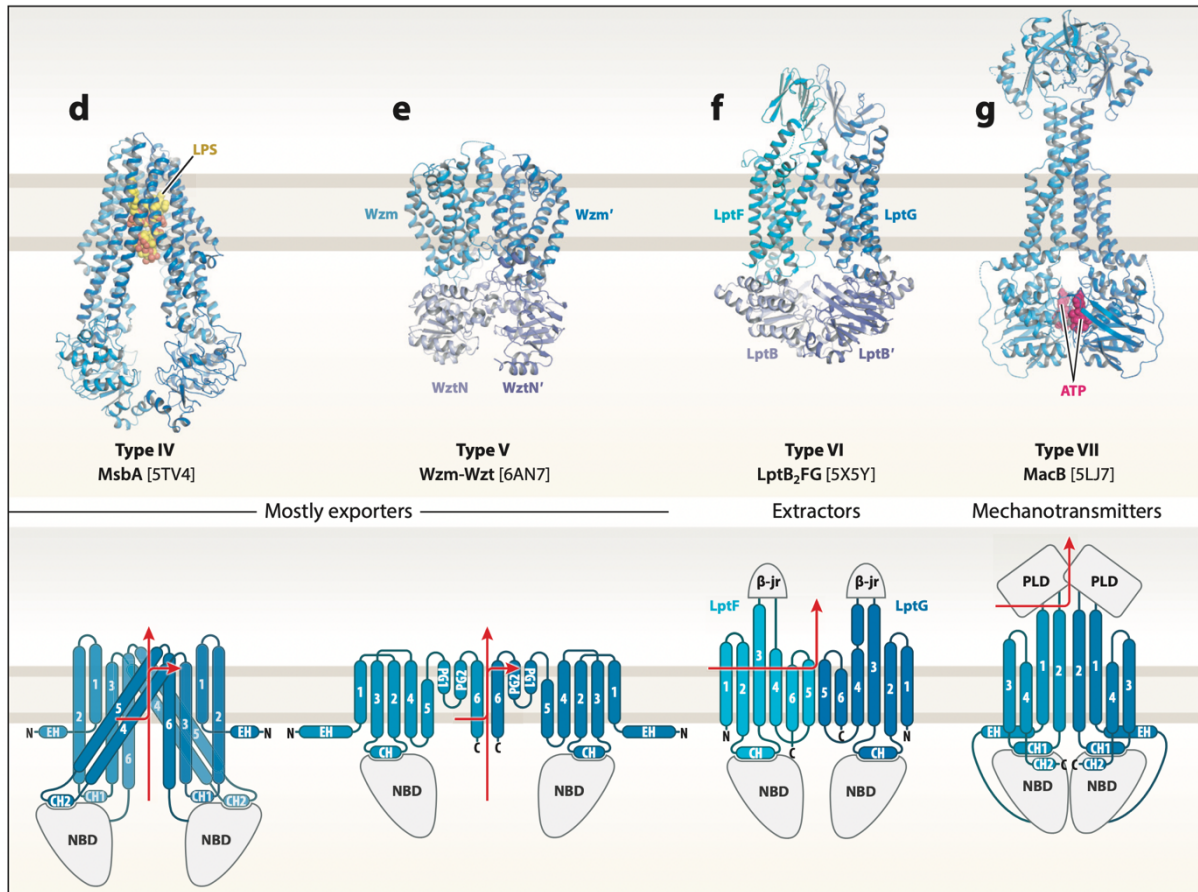 d
LPS
e
Wzm
Wzm′
WztN
WztN′
f
LptF
LptG
LptB
LptB′
g
ATP
Type IV
MsbA [5TV4]
Type V
Wzm-Wzt [6AN7]
Type VI
LptB₂FG [5X5Y]
Type VII
MacB [5LJ7]
Mostly exporters
Extractors
Mechanotransmitters
1
3
2
5
4
4
6
6
3
1
2
5
N
EH
EH
N
CH2
CH1
CH1
CH2
NBD
NBD
1
3
2
4
5
PG1
PG2
6
6
PG2
PG1
5
4
2
3
1
N
EH
C
C
EH
N
CH
CH
NBD
NBD
β-jr
β-jr
LptF
LptG
1
2
3
4
6
5
5
6
4
3
2
1
N
C
C
N
CH
CH
NBD
NBD
PLD
PLD
3
4
1
2
2
1
4
3
EH
CH1
CH1
EH
CH2
C
C
CH2
NBD
NBD